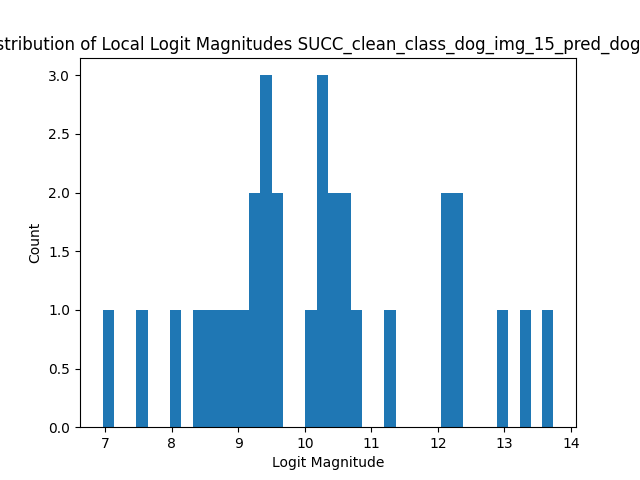 stribution of Local Logit Magnitudes SUCC_clean_class_dog_img_15_pred_dog
3.0
2.5
2.0
1.5
1.0
0.5
0.0
Count
7 8 9 10 11 12 13 14
Logit Magnitude